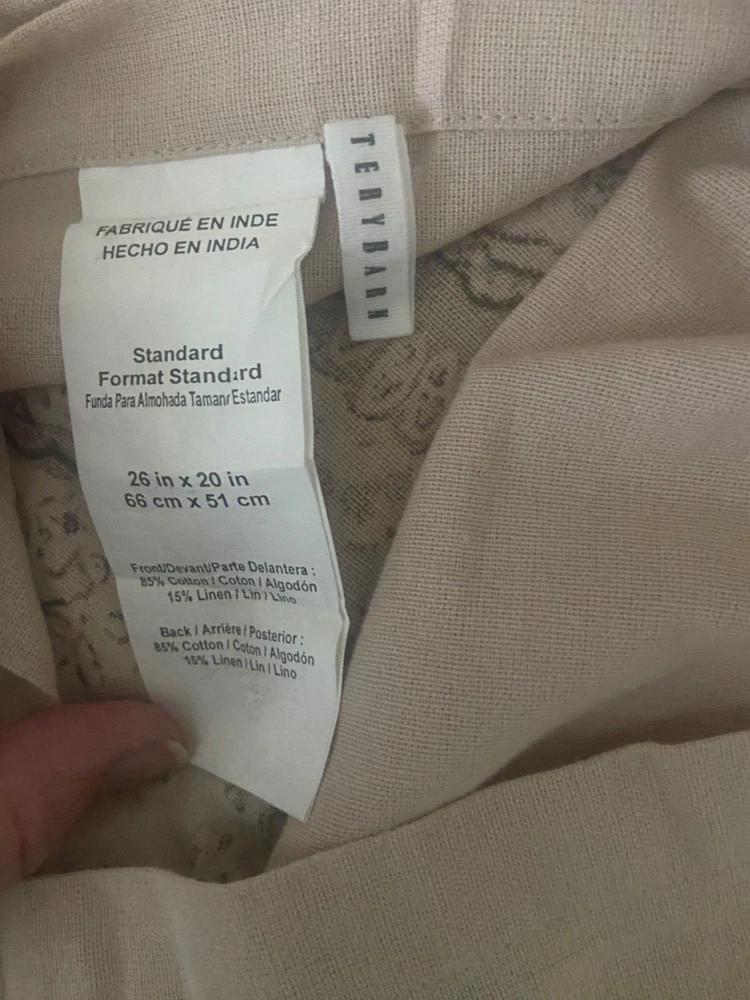 FABRIQUÉ EN INDE
HECHO EN INDIA
Standard
Format Standard
Funda Para Almohada Tamanr Estandar
26 in x 20 in
66 cm x 51 cm
Front/Devant/Parte Delantera :
85% Cotton / Coton / Algodón
15% Linen / Lin / Lino
Back / Arrière / Posterior :
85% Cotton / Coton / Algodón
15% Linen / Lin / Lino
TERYBARN